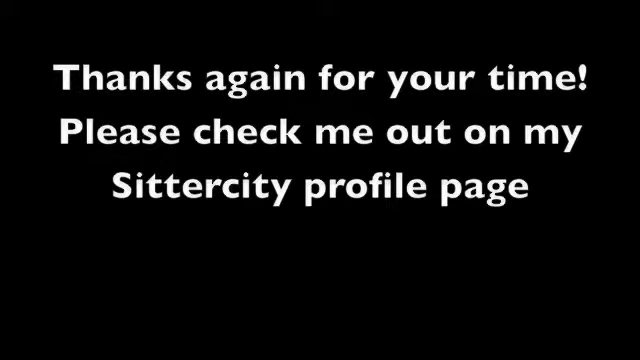 Thanks again for your time!
Please check me out on my
Sittercity profile page